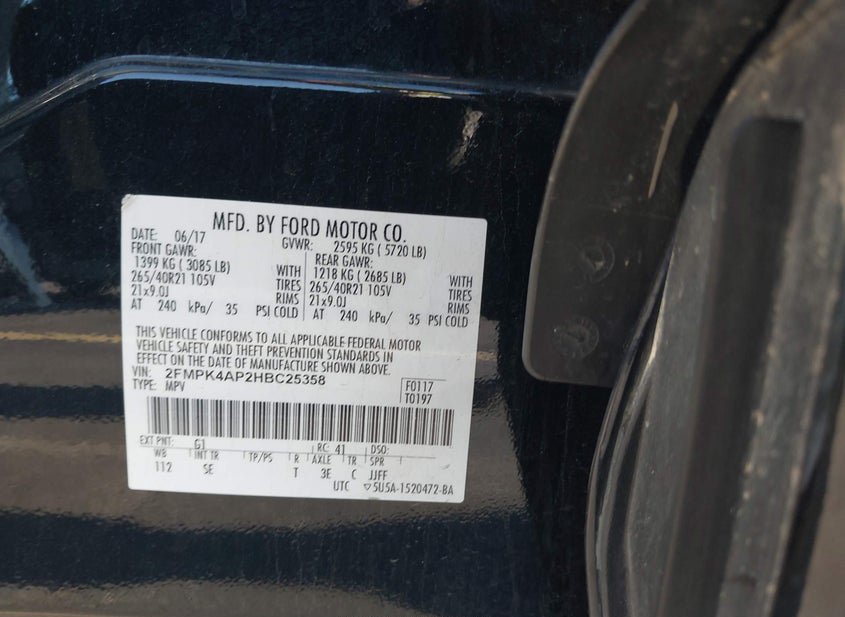 MFD. BY FORD MOTOR CO.
DATE: 06/17 GVWR: 2595 KG ( 5720 LB)
FRONT GAWR: REAR GAWR:
1399 KG ( 3085 LB) WITH 1218 KG ( 2685 LB) WITH
265/40R21 105V TIRES 265/40R21 105V TIRES
21x9.0J RIMS 21x9.0J RIMS
AT 240 kPa/ 35 PSI COLD AT 240 kPa/ 35 PSI COLD
THIS VEHICLE CONFORMS TO ALL APPLICABLE FEDERAL MOTOR
VEHICLE SAFETY AND THEFT PREVENTION STANDARDS IN
EFFECT ON THE DATE OF MANUFACTURE SHOWN ABOVE.
VIN: 2FMPK4AP2HBC25358 F0117
TYPE: MPV T0197
EXT PNT: G1 RC: 41 DSO:
WB INT TR TP/PS R AXLE TR SPR
112 SE T 3E C JJFF
UTC ▽5U5A-1520472-BA